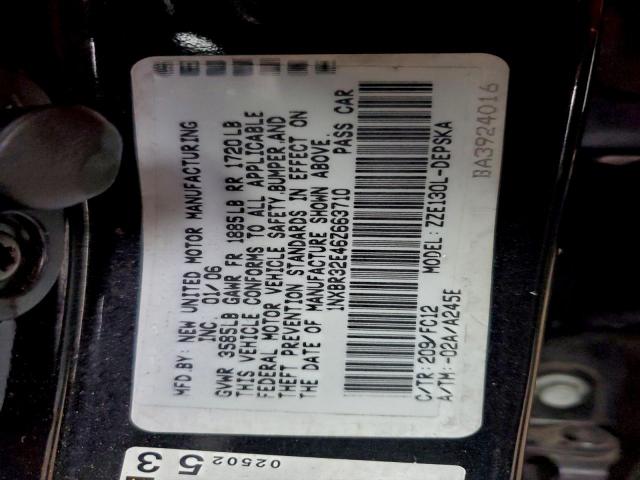 MFD.BY: NEW UNITED MOTOR MANUFACTURING
INC. 01/06
GVWR 3585LB GAWR FR 1885LB RR 1720LB
THIS VEHICLE CONFORMS TO ALL APPLICABLE
FEDERAL MOTOR VEHICLE SAFETY,BUMPER,AND
THEFT PREVENTION STANDARDS IN EFFECT ON
THE DATE OF MANUFACTURE SHOWN ABOVE.
1NXBR32E46Z663710 PASS CAR
C/TR:209/FC12 MODEL:ZZE130L-DEPSKA
A/TM:-02A/A245E
BA3924016
02502
53